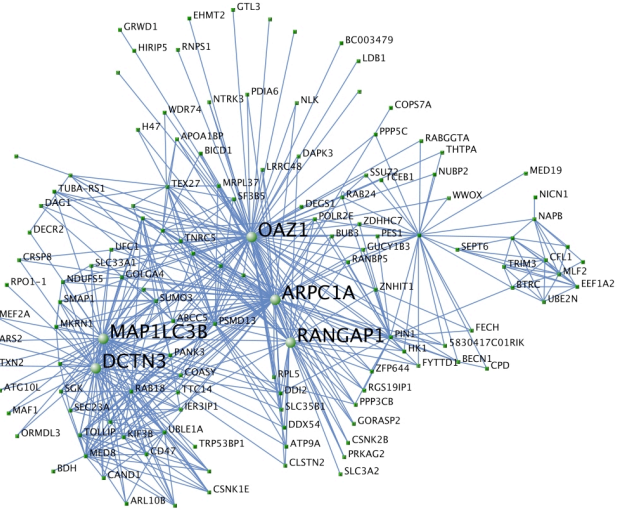 GTL3
EHMT2
GRWD1
BC003479
HIRIP5
RNPS1
LDB1
PDIA6
NTRK3
NLK
COPS7A
WDR74
H47
PPP5C
APOA1BP
RABGGTA
BICD1
DAPK3
THTPA
LRRC48
SSU72
TCEB1
NUBP2
MED19
TUBA-RS1
TEX27
MRPL37
SF3B5
RAB24
WWOX
NICN1
DAG1
DEGS1
POLR2E
ZDHHC7
NAPB
DECR2
OAZ1
BUB3
PES1
UFC1
TNRC5
GUCY1B3
SEPT6
CRSP8
SLC33A1
RANBP5
TRIM3
CFL1
RPO1-1
NDUFS5
GOLGA4
MLF2
ZNHIT1
BTRC
EEF1A2
SMAP1
SUMO3
ARPC1A
UBE2N
MEF2A
ABCC5
MKRN1
PSMD13
FECH
ARS2
MAP1LC3B
RANGAP1
PIN1
5830417C01RIK
PANK3
HK1
TXN2
DCTN3
FYTTD1
BECN1
CPD
COASY
RPL5
ZFP644
ATG10L
SGK
RAB18
TTC14
DDI2
RGS19IP1
MAF1
SEC23A
IER3IP1
SLC35B1
PPP3CB
ORMDL3
TOLLIP
KIF3B
UBLE1A
DDX54
GORASP2
TRP53BP1
ATP9A
CSNK2B
MED8
CD47
CLSTN2
PRKAG2
BDH
CAND1
SLC3A2
CSNK1E
ARL10B